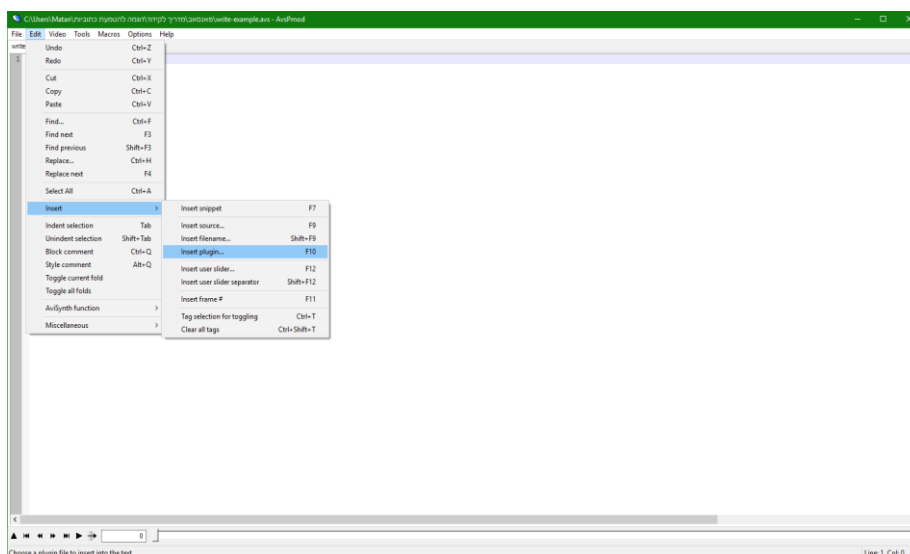 C:\Users\Matan\פאנסאב\מדריך לקידוד\דוגמה להטמעת כתוביות\write-example.avs - AvsPmod
File Edit Video Tools Macros Options Help
write
1
Undo Ctrl+Z
Redo Ctrl+Y
Cut Ctrl+X
Copy Ctrl+C
Paste Ctrl+V
Find... Ctrl+F
Find next F3
Find previous Shift+F3
Replace... Ctrl+H
Replace next F4
Select All Ctrl+A
Insert
Indent selection Tab
Unindent selection Shift+Tab
Block comment Ctrl+Q
Style comment Alt+Q
Toggle current fold
Toggle all folds
AviSynth function
Miscellaneous
Insert snippet F7
Insert source... F9
Insert filename... Shift+F9
Insert plugin... F10
Insert user slider... F12
Insert user slider separator Shift+F12
Insert frame # F11
Tag selection for toggling Ctrl+T
Clear all tags Ctrl+Shift+T
0
Choose a plugin file to insert into the text Line: 1 Col: 0